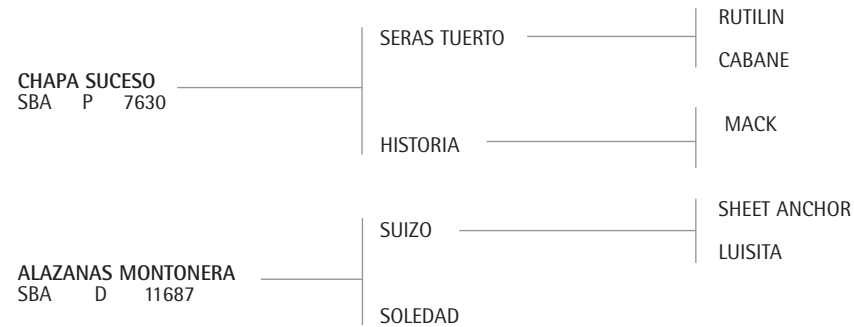 CHAPA SUCESO
SBA P 7630
SERAS TUERTO
RUTILIN
CABANE
HISTORIA
MACK
ALAZANAS MONTONERA
SBA D 11687
SUIZO
SHEET ANCHOR
LUISITA
SOLEDAD